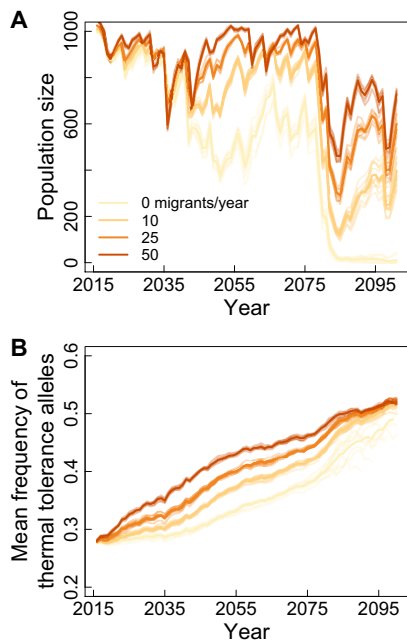 A
1000
600
200
0
Population size
0 migrants/year
10
25
50
2015 2035 2055 2075 2095
Year
B
0.6
0.5
0.4
0.3
0.2
Mean frequency of
thermal tolerance alleles
2015 2035 2055 2075 2095
Year